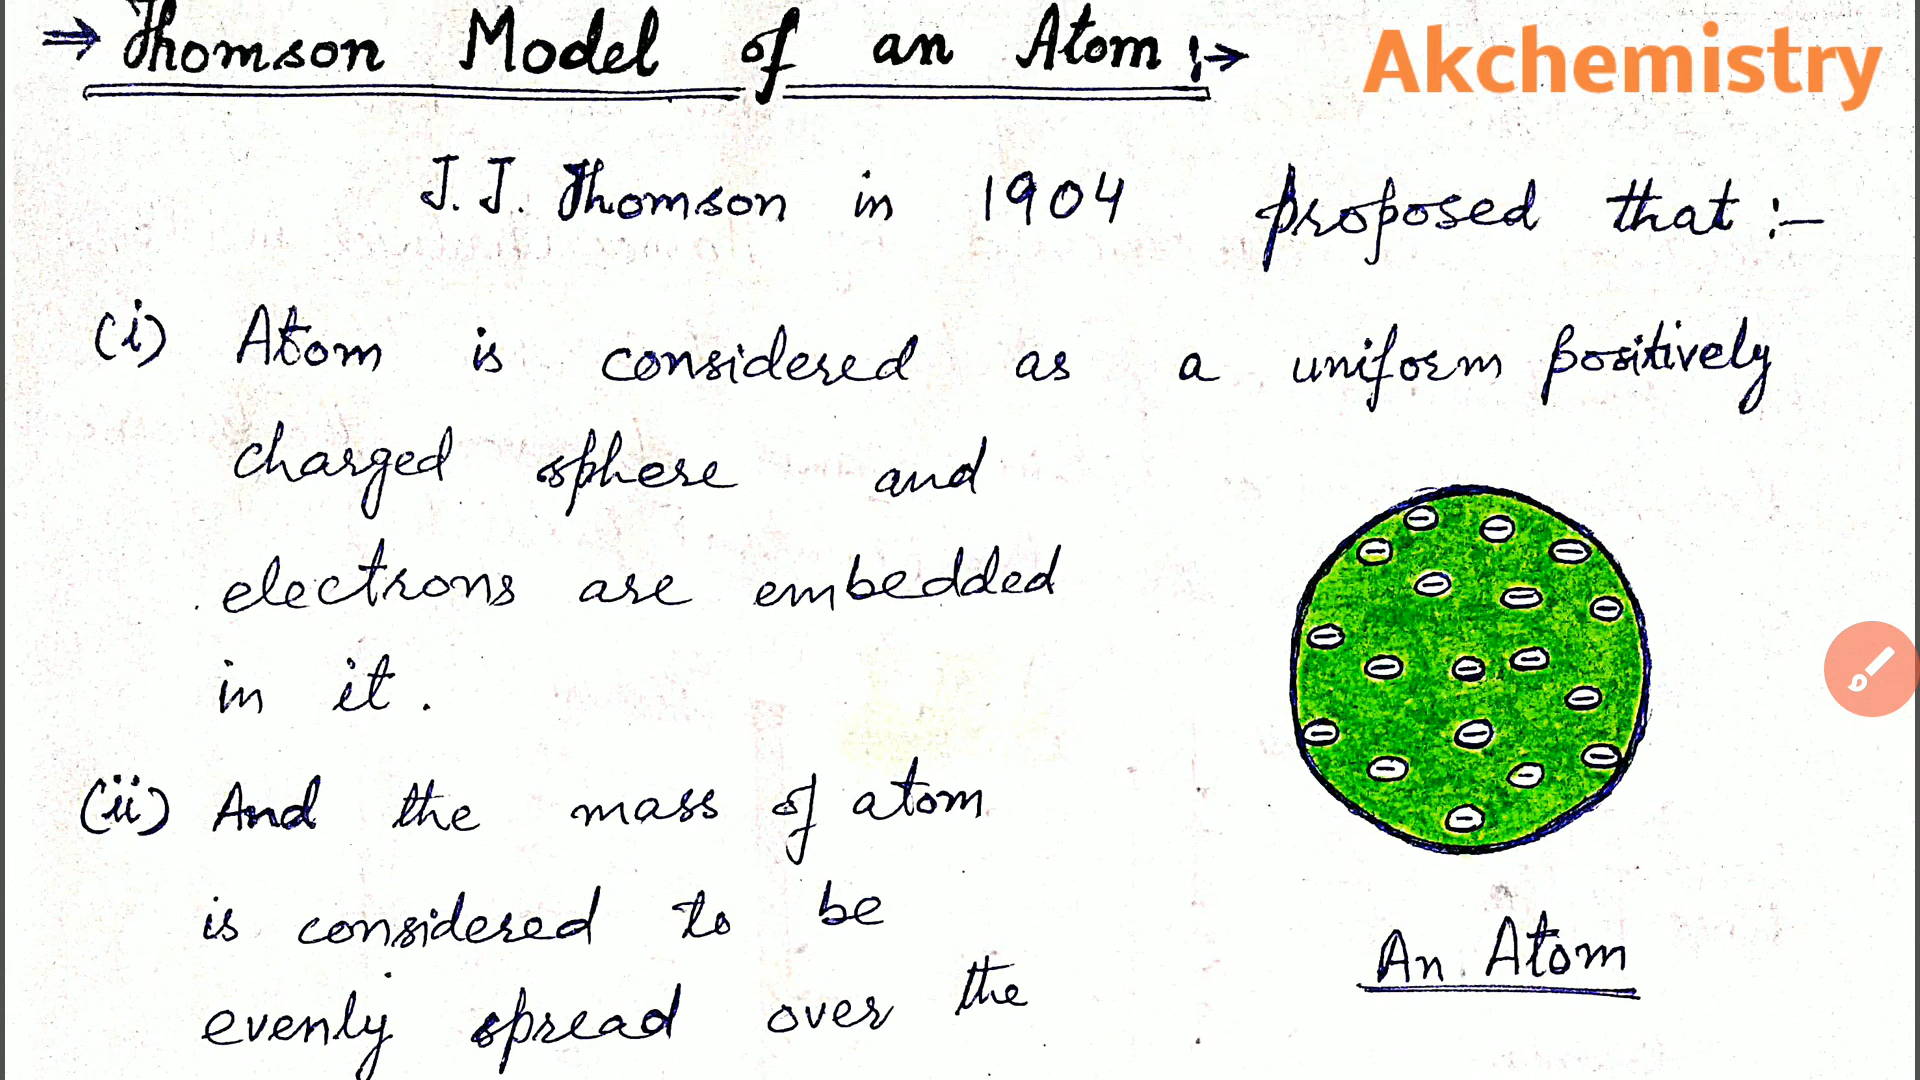 ⇒ Thomson Model of an Atom :→
Akchemistry
J.J. Thomson in 1904 proposed that :–
(i) Atom is considered as a uniform positively
charged sphere and
electrons are embedded
in it.
(ii) And the mass of atom
is considered to be
evenly spread over the
An Atom